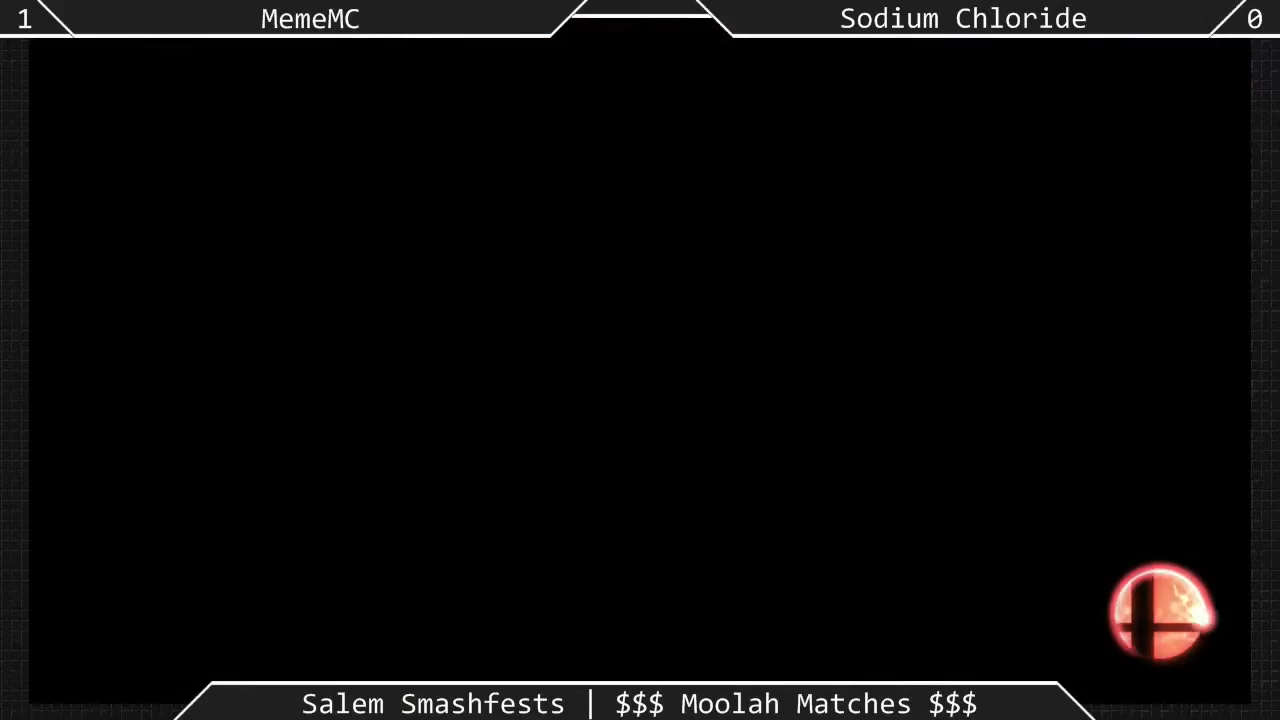 1 MemeMC Sodium Chloride 0
Salem Smashfests | $$$ Moolah Matches $$$